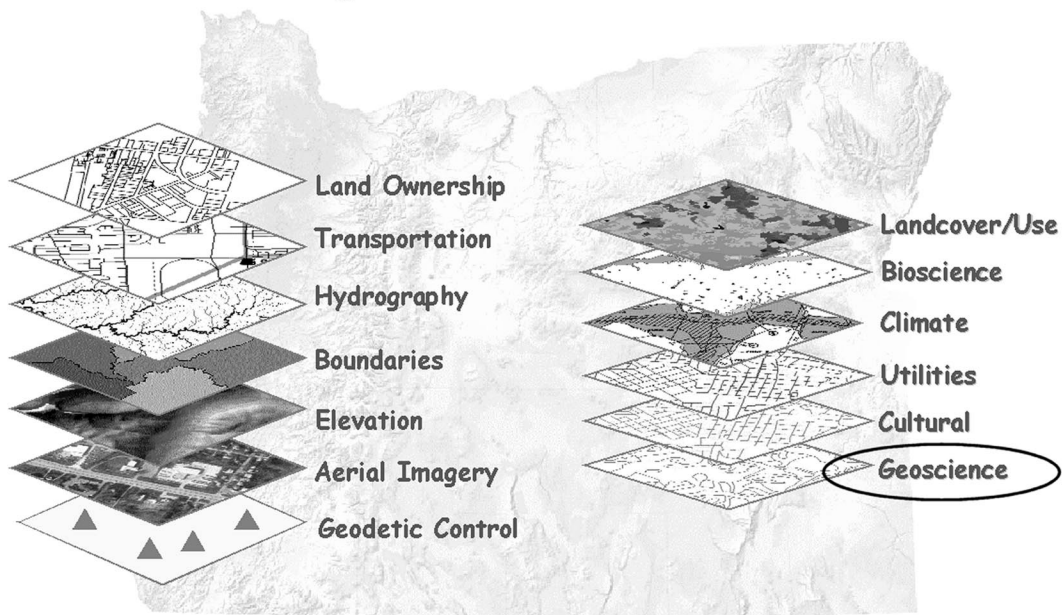 Land Ownership
Transportation
Hydrography
Boundaries
Elevation
Aerial Imagery
Geodetic Control
Landcover/Use
Bioscience
Climate
Utilities
Cultural
Geoscience